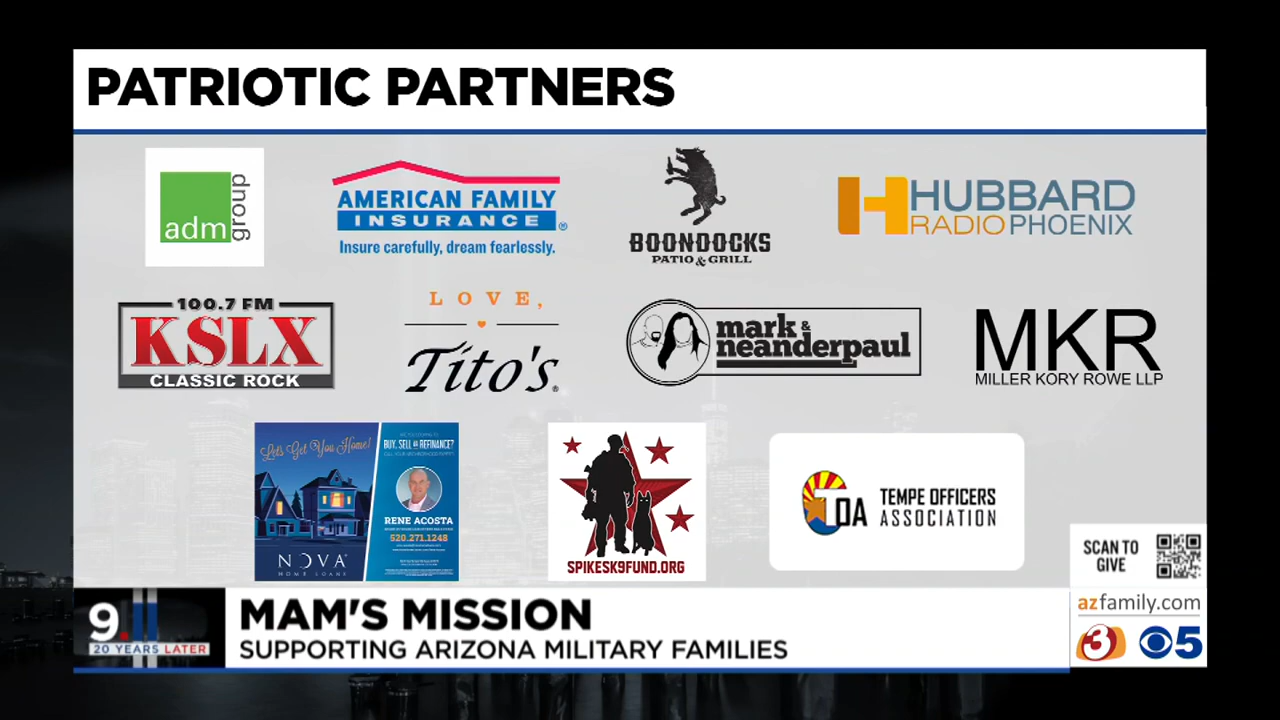 PATRIOTIC PARTNERS
adm group
AMERICAN FAMILY
INSURANCE®
Insure carefully, dream fearlessly.
BOONDOCKS
PATIO & GRILL
HUBBARD
RADIO PHOENIX
100.7 FM
KSLX
CLASSIC ROCK
LOVE,
Tito's®
mark &
neanderpaul
MKR
MILLER KORY ROWE LLP
Let's Get You Home!
BUY, SELL or REFINANCE?
RENE ACOSTA
520.271.1248
NOVA
HOME LOANS
SPIKESK9FUND.ORG
TOA
TEMPE OFFICERS
ASSOCIATION
SCAN TO
GIVE
9.11
20 YEARS LATER
MAM'S MISSION
SUPPORTING ARIZONA MILITARY FAMILIES
azfamily.com
3
5